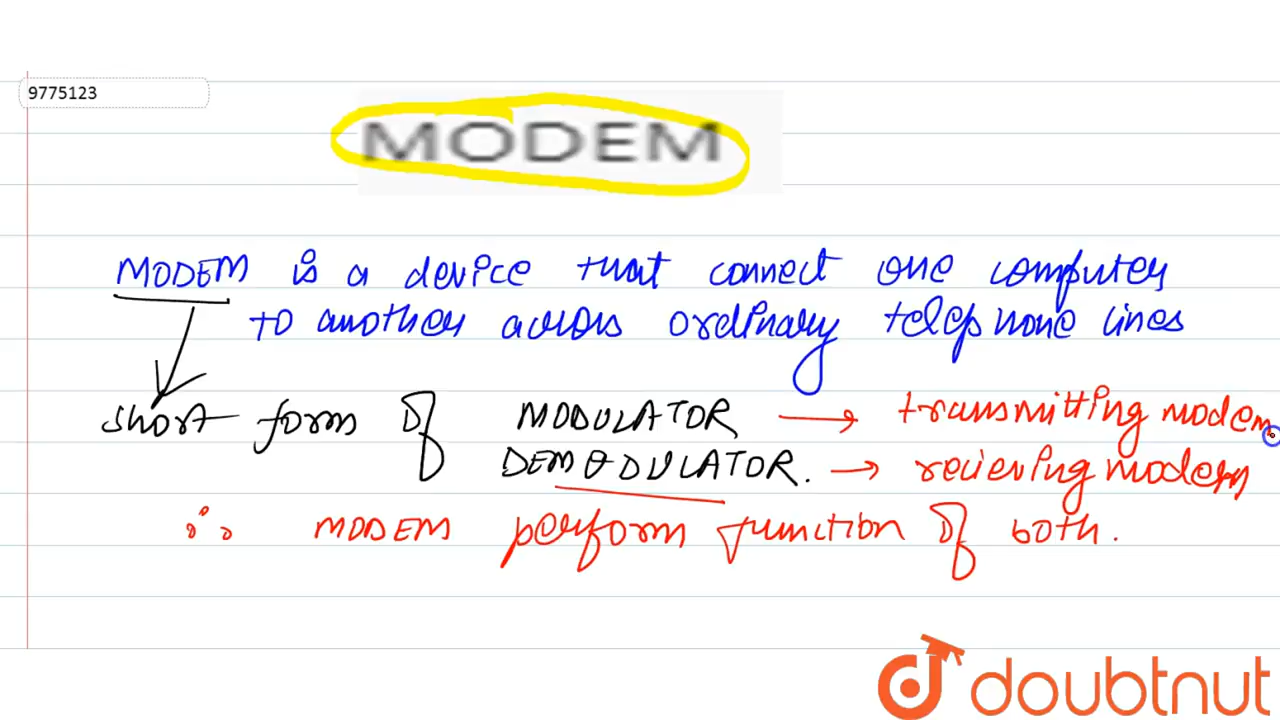 9775123
MODEM
MODEM is a device that connect one computer
to another across ordinary telephone lines
short form of MODULATOR → transmitting modem
DEMODULATOR. → recieving modem
∴ MODEM perform function of both.
doubtnut